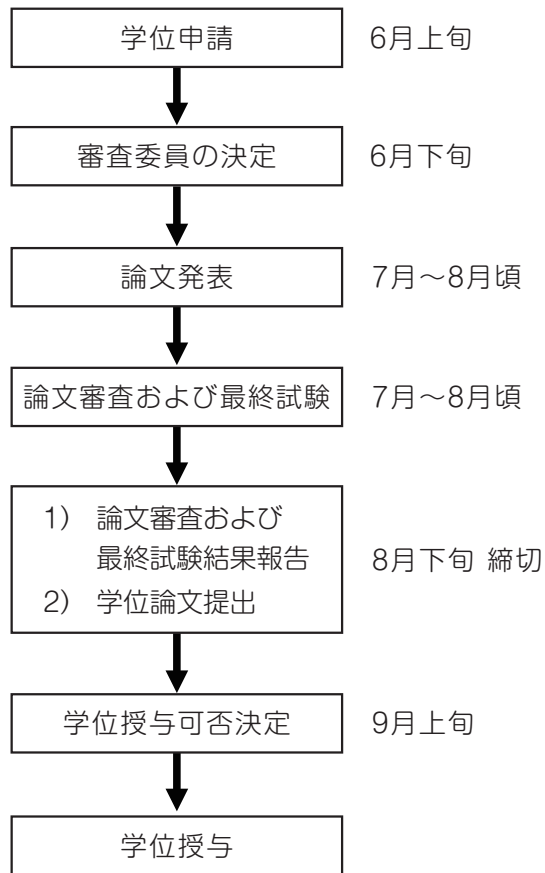 学位申請 6月上旬
審査委員の決定 6月下旬
論文発表 7月～8月頃
論文審査および最終試験 7月～8月頃
1) 論文審査および
最終試験結果報告
8月下旬 締切
2) 学位論文提出
学位授与可否決定 9月上旬
学位授与